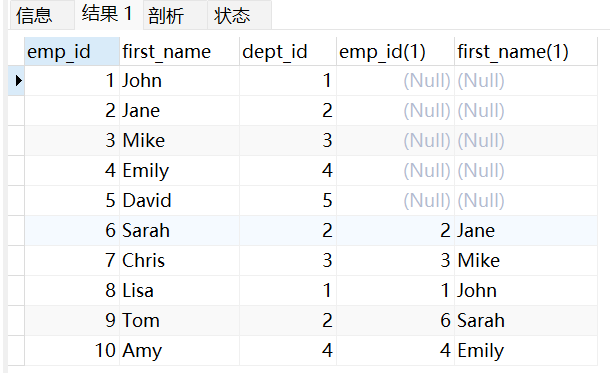 信息 结果 1 剖析 状态
emp_id first_name dept_id emp_id(1) first_name(1)
1 John 1 (Null) (Null)
2 Jane 2 (Null) (Null)
3 Mike 3 (Null) (Null)
4 Emily 4 (Null) (Null)
5 David 5 (Null) (Null)
6 Sarah 2 2 Jane
7 Chris 3 3 Mike
8 Lisa 1 1 John
9 Tom 2 6 Sarah
10 Amy 4 4 Emily